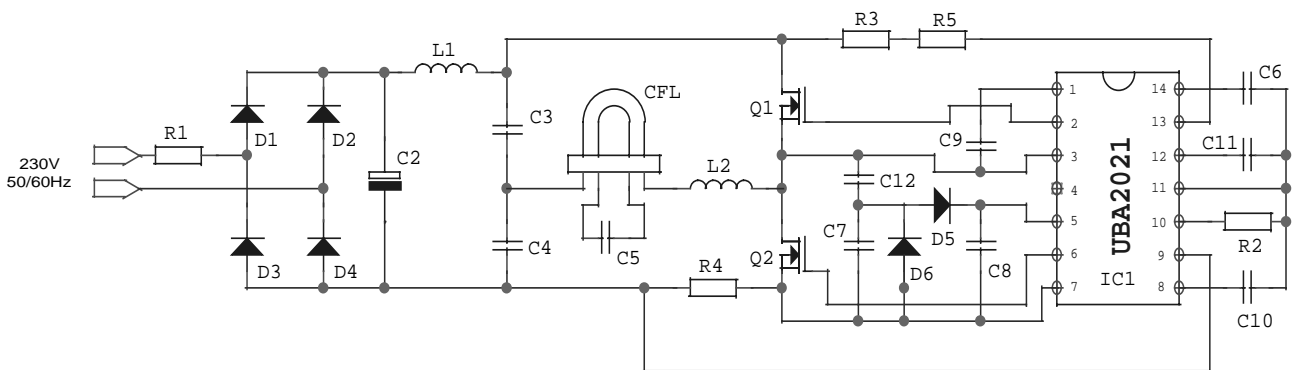 R3
R5
L1
C6
CFL
1
14
Q1
C3
D1
D2
2
13
R1
C9
C11
230V
50/60Hz
C2
3
12
L2
C12
4
11
UBA2021
5
10
C7
D5
R2
C4
C5
Q2
D3
D4
R4
D6
C8
6
9
IC1
7
8
C10